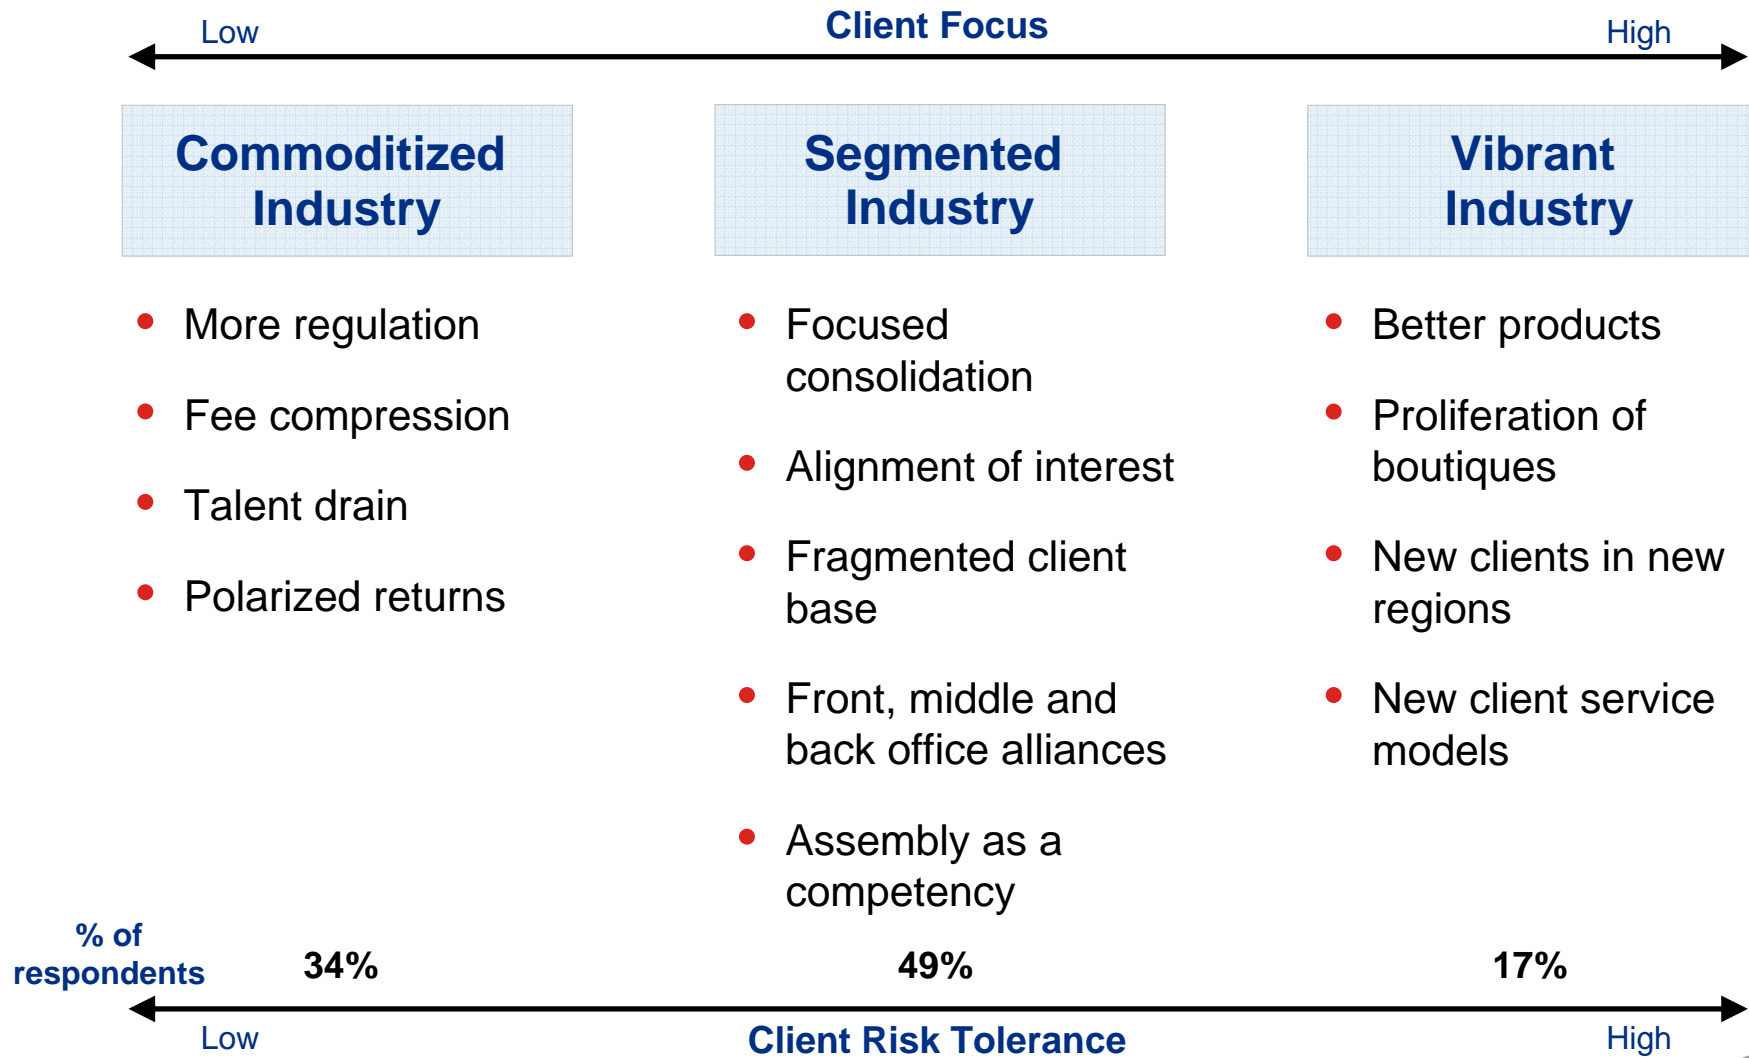 Low
Client Focus
High
Commoditized
Industry
Segmented
Industry
Vibrant
Industry
• More regulation
• Fee compression
• Talent drain
• Polarized returns
• Focused
consolidation
• Alignment of interest
• Fragmented client
base
• Front, middle and
back office alliances
• Assembly as a
competency
• Better products
• Proliferation of
boutiques
• New clients in new
regions
• New client service
models
% of
respondents
34%
49%
17%
Low
Client Risk Tolerance
High